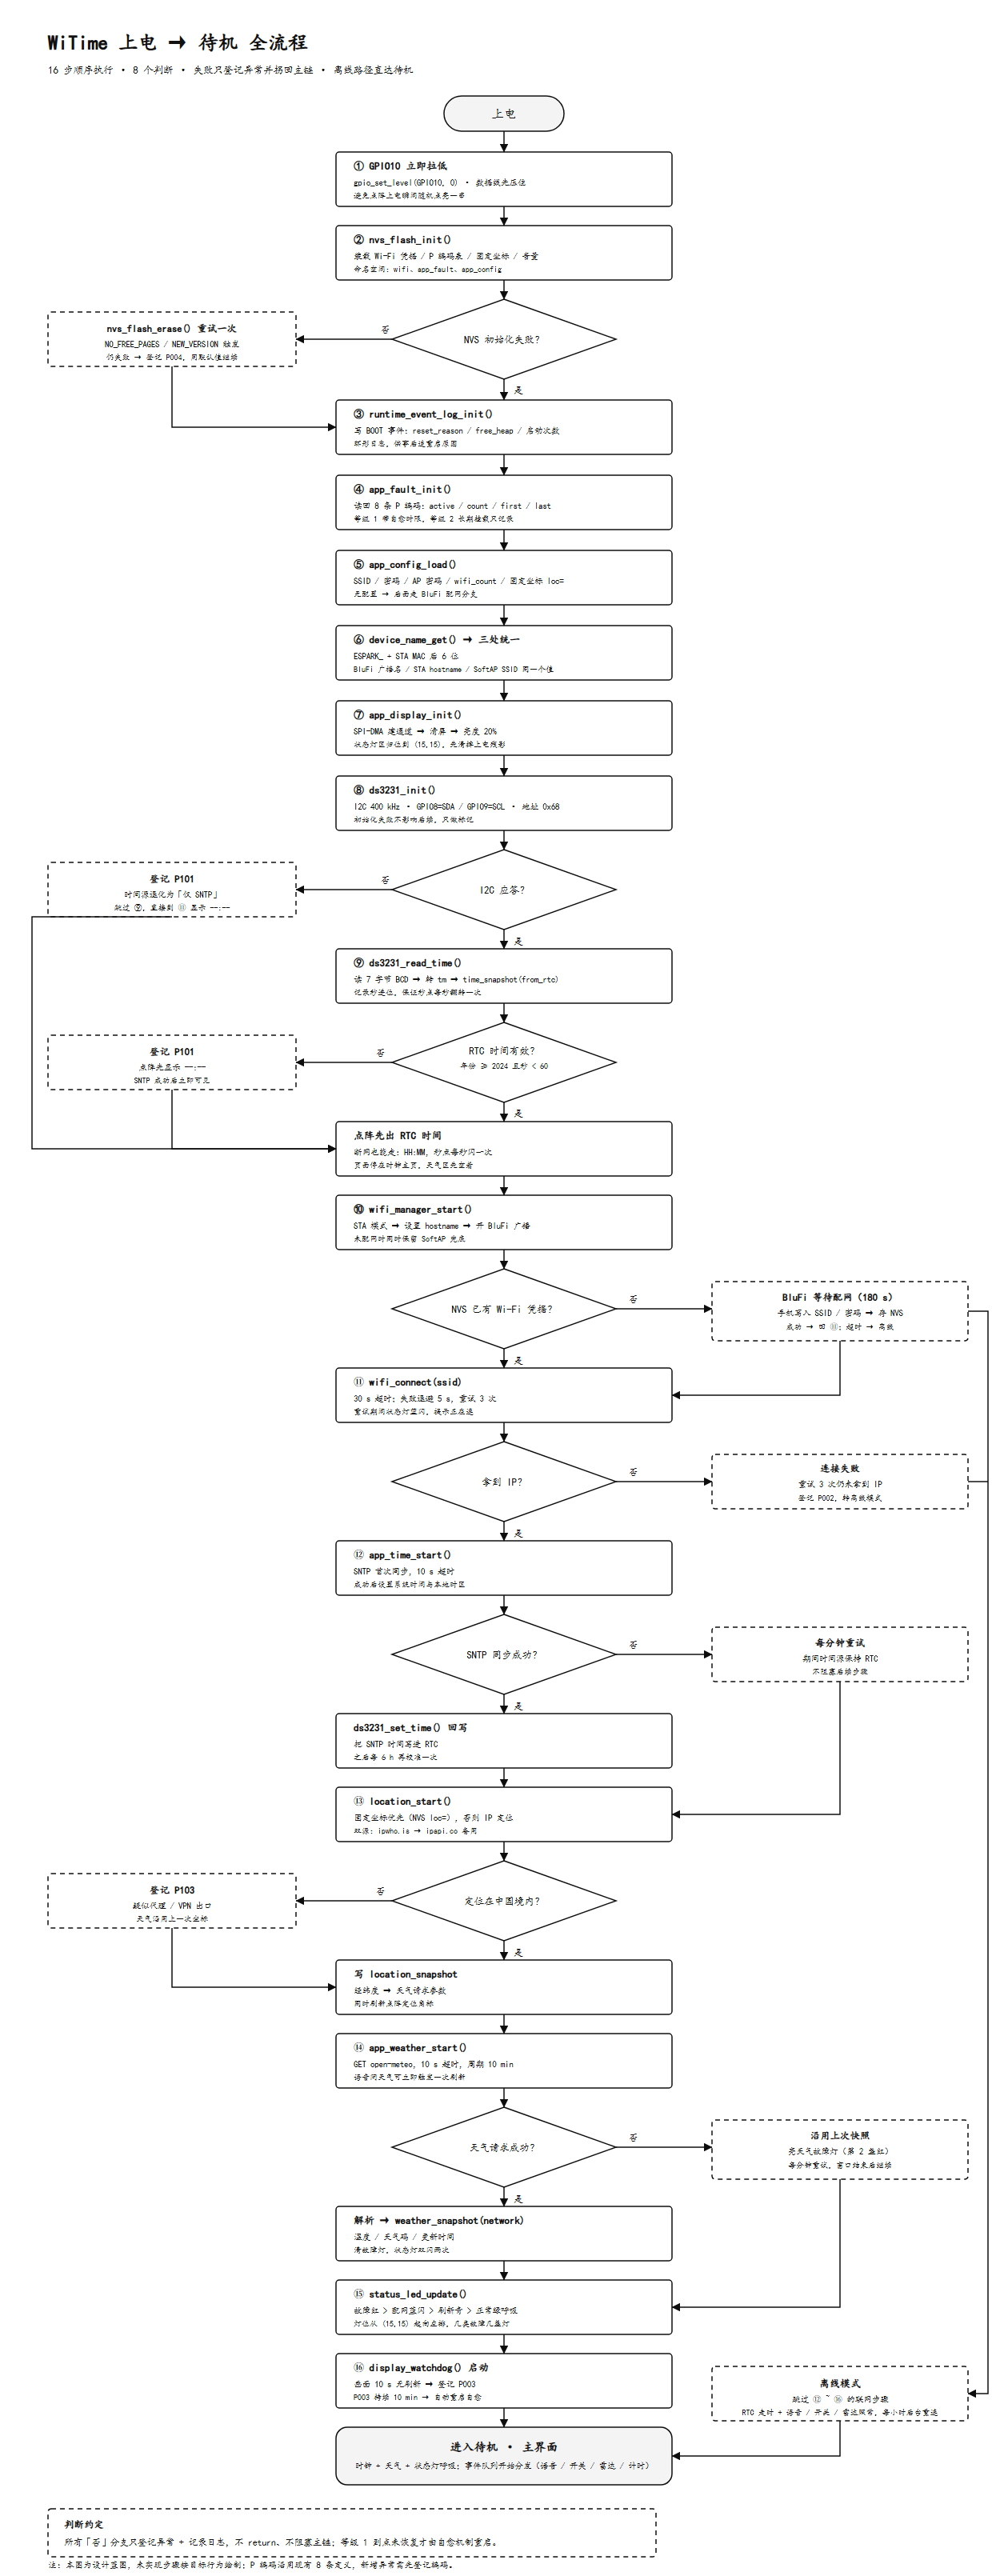 WiTime 上电 → 待机 全流程
16 步顺序执行 · 8 个判断 · 失败只登记异常并拐回主链 · 离线路径直达待机
上电
① GPIO10 立即拉低
gpio_set_level(GPIO10, 0) · 数据线先压住
避免点阵上电瞬间随机点亮一串
② nvs_flash_init()
装载 Wi-Fi 凭据 / P 编码表 / 固定坐标 / 音量
命名空间: wifi、app_fault、app_config
NVS 初始化失败?
否
nvs_flash_erase() 重试一次
NO_FREE_PAGES / NEW_VERSION 触发
仍失败 → 登记 P004, 用默认值继续
是
③ runtime_event_log_init()
写 BOOT 事件: reset_reason / free_heap / 启动次数
环形日志, 供事后追重启原因
④ app_fault_init()
读回 8 条 P 编码: active / count / first / last
等级 1 带自愈时限, 等级 2 长期挂载只记录
⑤ app_config_load()
SSID / 密码 / AP 密码 / wifi_count / 固定坐标 loc=
无配置 → 后面走 BluFi 配网分支
⑥ device_name_get() → 三处统一
ESPARK_ + STA MAC 后 6 位
BluFi 广播名 / STA hostname / SoftAP SSID 同一个值
⑦ app_display_init()
SPI-DMA 建通道 → 清屏 → 亮度 20%
状态灯区归位到 (15,15), 先清掉上电残影
⑧ ds3231_init()
I2C 400 kHz · GPIO8=SDA / GPIO9=SCL · 地址 0x68
初始化失败不影响后续, 只做标记
I2C 应答?
否
登记 P101
时间源退化为「仅 SNTP」
跳过 ⑨, 直接到 ⑪ 显示 --:--
是
⑨ ds3231_read_time()
读 7 字节 BCD → 转 tm → time_snapshot(from_rtc)
记录秒进位, 保证秒点每秒翻转一次
RTC 时间有效?
年份 ≥ 2024 且秒 < 60
否
登记 P101
点阵先显示 --:--
SNTP 成功后立即可见
是
点阵先出 RTC 时间
断网也能走: HH:MM, 秒点每秒闪一次
页面停在时钟主页, 天气区先空着
⑩ wifi_manager_start()
STA 模式 → 设置 hostname → 开 BluFi 广播
未配网时同时保留 SoftAP 兜底
NVS 已有 Wi-Fi 凭据?
否
BluFi 等待配网 (180 s)
手机写入 SSID / 密码 → 存 NVS
成功 → 回 ⑪; 超时 → 离线
是
⑪ wifi_connect(ssid)
30 s 超时; 失败退避 5 s, 重试 3 次
重试期间状态灯蓝闪, 提示正在连
拿到 IP?
否
连接失败
重试 3 次仍未拿到 IP
登记 P002, 转离线模式
是
⑫ app_time_start()
SNTP 首次同步, 10 s 超时
成功后设置系统时间与本地时区
SNTP 同步成功?
否
每分钟重试
期间时间源保持 RTC
不阻塞后续步骤
是
ds3231_set_time() 回写
把 SNTP 时间写进 RTC
之后每 6 h 再校准一次
⑬ location_start()
固定坐标优先 (NVS loc=), 否则 IP 定位
双源: ipwho.is → ipapi.co 备用
定位在中国境内?
否
登记 P103
疑似代理 / VPN 出口
天气沿用上一次坐标
是
写 location_snapshot
经纬度 → 天气请求参数
同时刷新点阵定位角标
⑭ app_weather_start()
GET open-meteo, 10 s 超时, 周期 10 min
语音问天气可立即触发一次刷新
天气请求成功?
否
沿用上次快照
亮天气故障灯 (第 2 盏红)
每分钟重试, 窗口结束后继续
是
解析 → weather_snapshot(network)
温度 / 天气码 / 更新时间
清故障灯, 状态灯双闪两次
⑮ status_led_update()
故障红 > 配网蓝闪 > 刷新青 > 正常绿呼吸
灯位从 (15,15) 起向左排, 几类故障几盏灯
⑯ display_watchdog() 启动
画面 10 s 无刷新 → 登记 P003
P003 持续 10 min → 自动重启自愈
离线模式
跳过 ⑫ ~ ⑯ 的联网步骤
RTC 走时 + 语音 / 开关 / 雷达照常, 每小时后台重连
进入待机 · 主界面
时钟 + 天气 + 状态灯呼吸; 事件队列开始分发 (语音 / 开关 / 雷达 / 计时)
判断约定
所有「否」分支只登记异常 + 记录日志, 不 return、不阻塞主链; 等级 1 到点未恢复才由自愈机制重启。
注: 本图为设计蓝图, 未实现步骤按目标行为绘制; P 编码沿用现有 8 条定义, 新增异常需先登记编码。